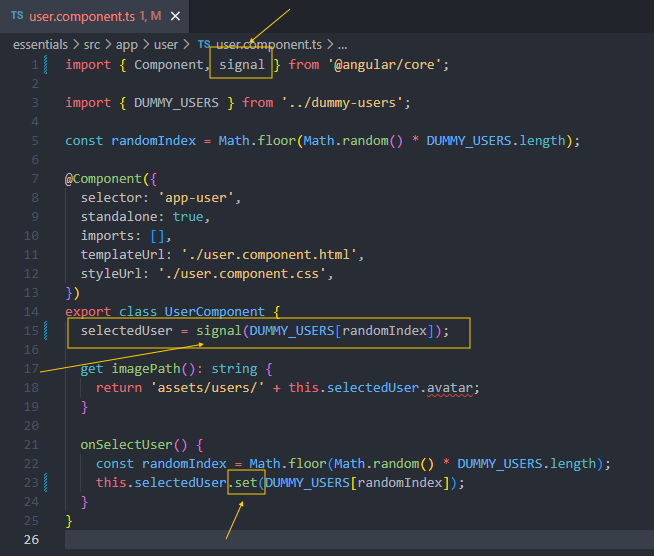 TS user.component.ts 1, M ×
essentials > src > app > user > TS user.component.ts > ...
1 import { Component, signal } from '@angular/core';
2
3 import { DUMMY_USERS } from '../dummy-users';
4
5 const randomIndex = Math.floor(Math.random() * DUMMY_USERS.length);
6
7 @Component({
8   selector: 'app-user',
9   standalone: true,
10   imports: [],
11   templateUrl: './user.component.html',
12   styleUrl: './user.component.css',
13 })
14 export class UserComponent {
15   selectedUser = signal(DUMMY_USERS[randomIndex]);
16
17   get imagePath(): string {
18     return 'assets/users/' + this.selectedUser.avatar;
19   }
20
21   onSelectUser() {
22     const randomIndex = Math.floor(Math.random() * DUMMY_USERS.length);
23     this.selectedUser.set(DUMMY_USERS[randomIndex]);
24   }
25 }
26